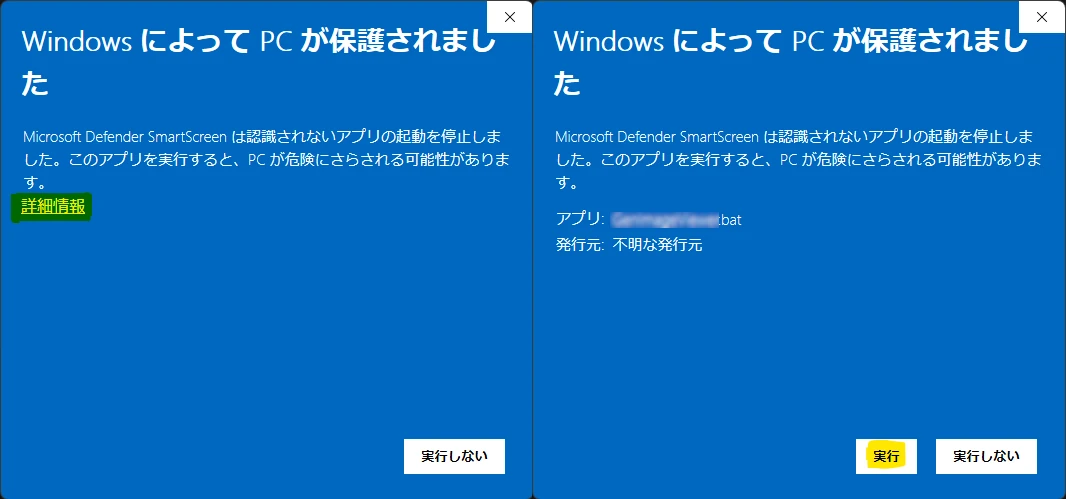 Windows によって PC が保護されまし
た
Microsoft Defender SmartScreen は認識されないアプリの起動を停止しま
した。このアプリを実行すると、PC が危険にさらされる可能性がありま
す。
詳細情報
実行しない
Windows によって PC が保護されまし
た
Microsoft Defender SmartScreen は認識されないアプリの起動を停止しま
した。このアプリを実行すると、PC が危険にさらされる可能性がありま
す。
アプリ: .bat
発行元: 不明な発行元
実行
実行しない